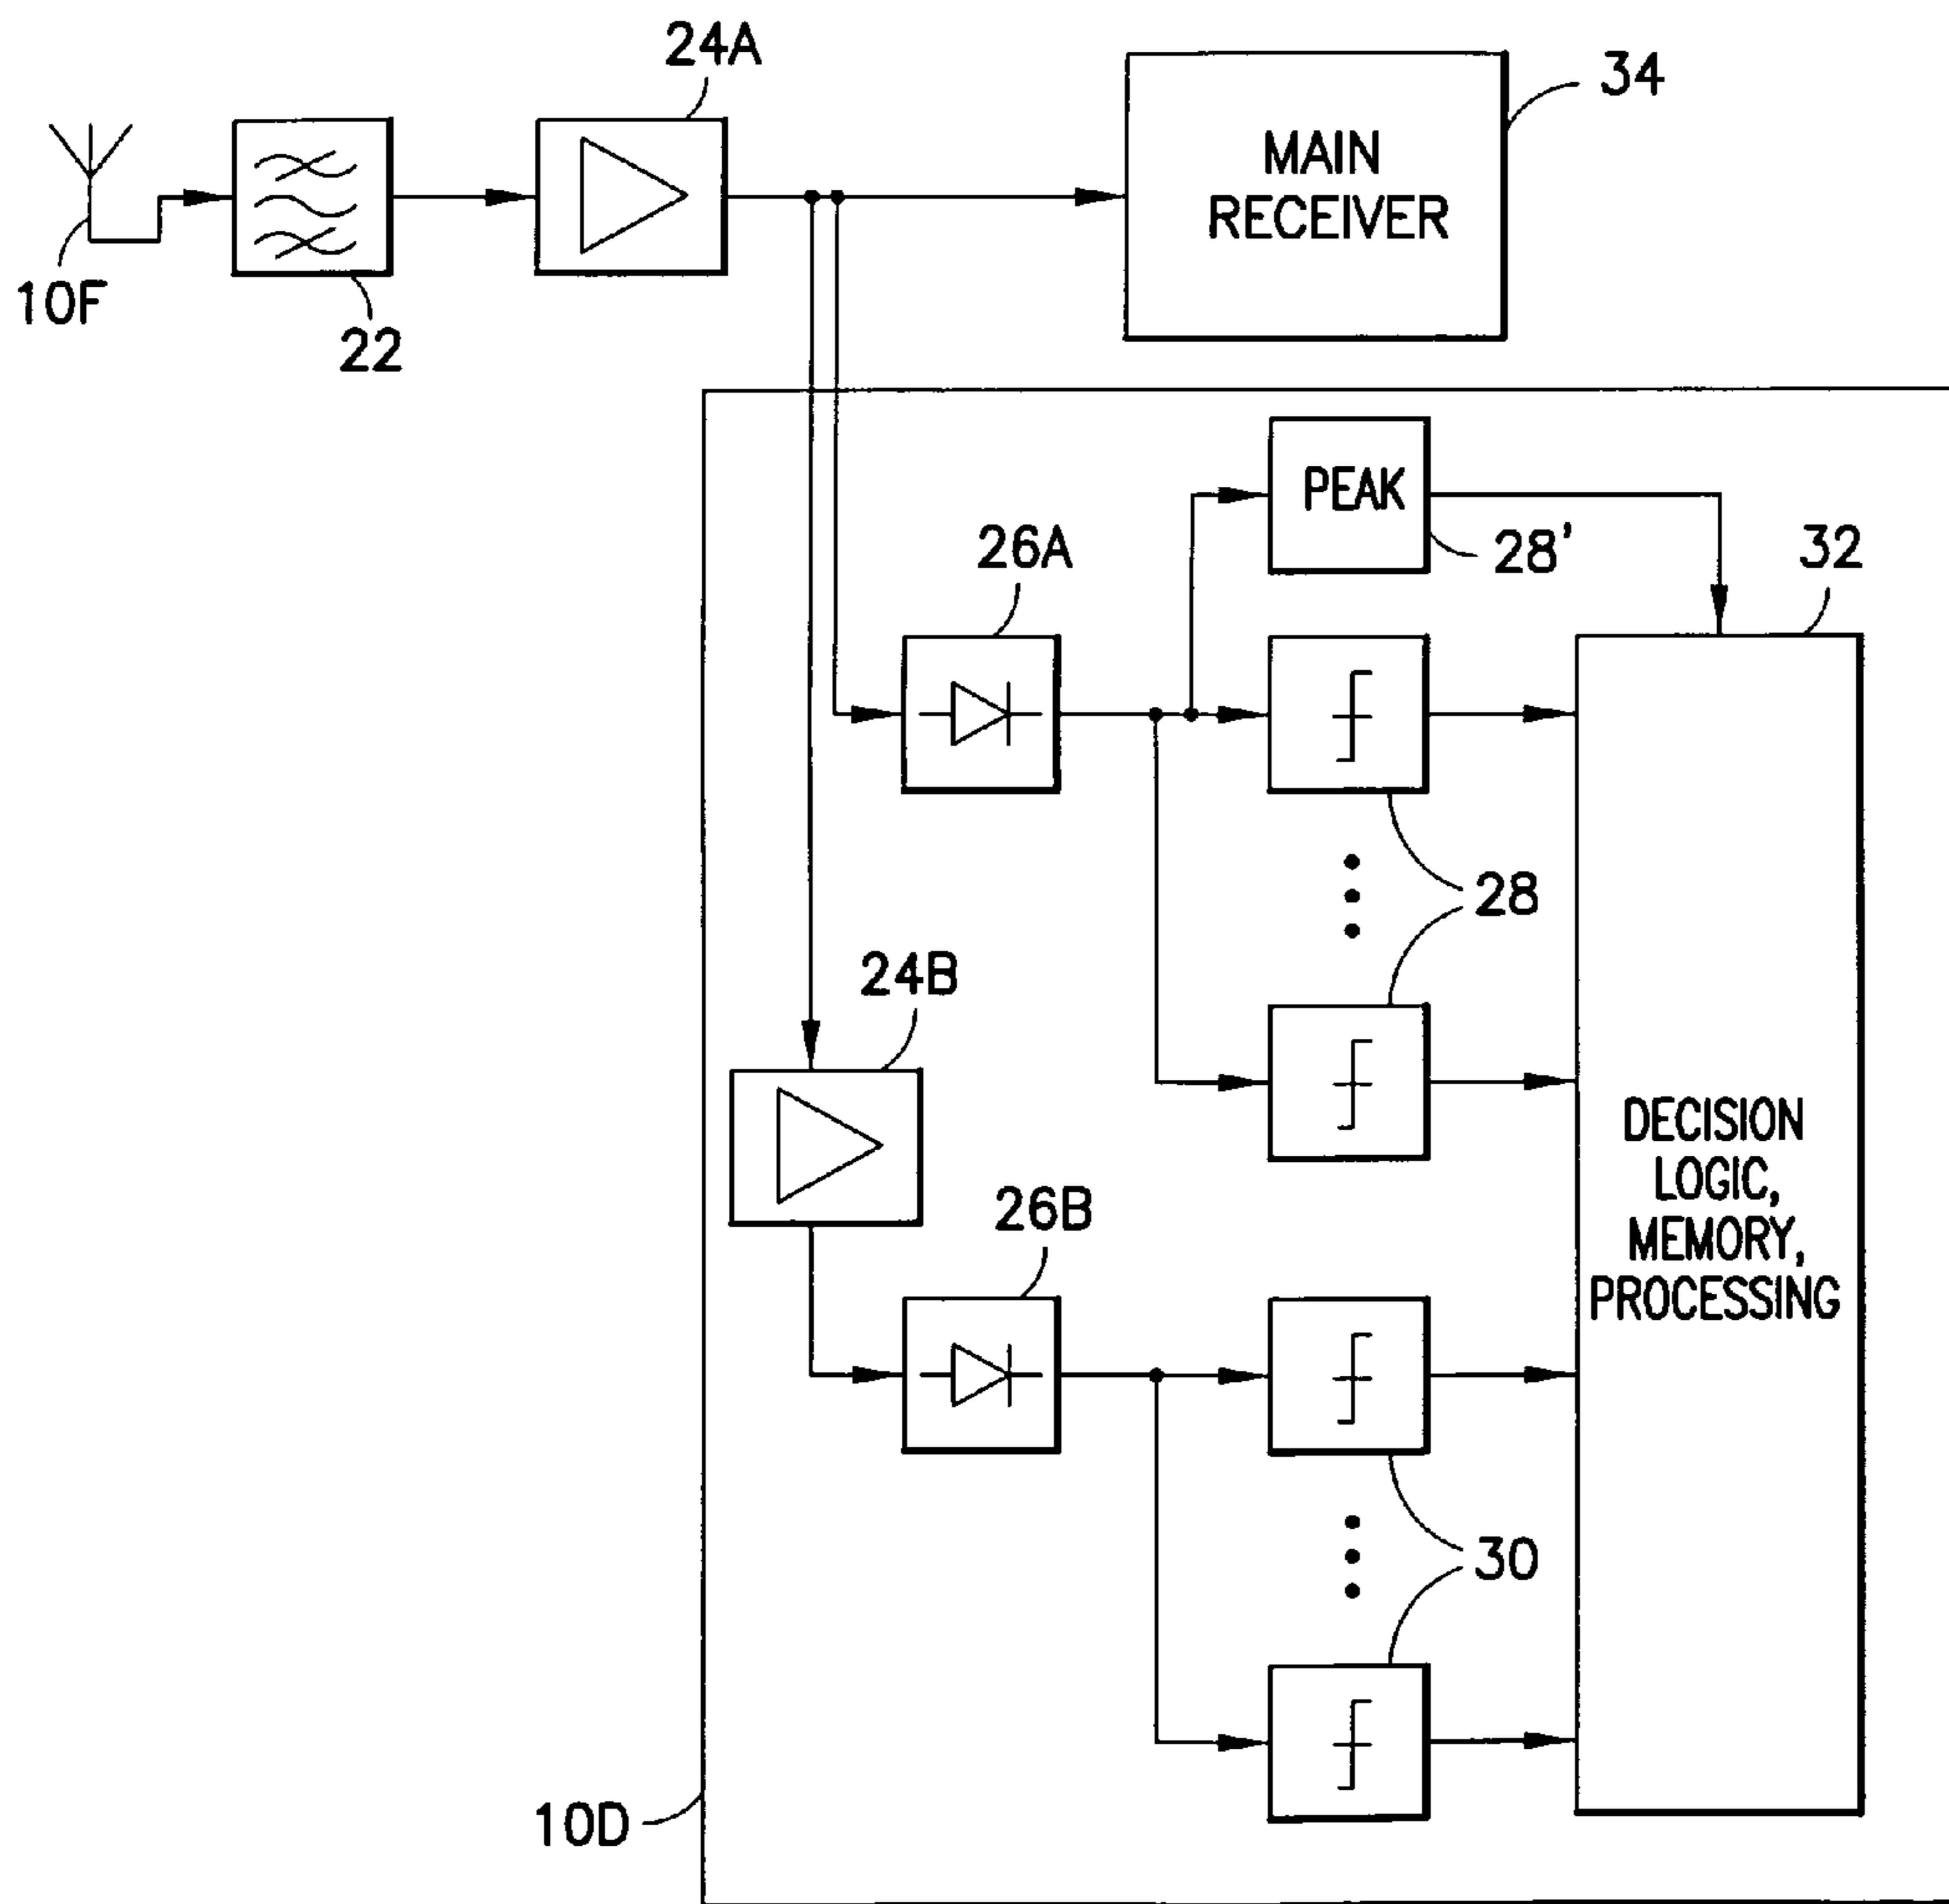 24A
34
MAIN
RECEIVER
10F
22
PEAK
28'
26A
32
28
24B
DECISION
LOGIC,
MEMORY,
PROCESSING
26B
30
10D